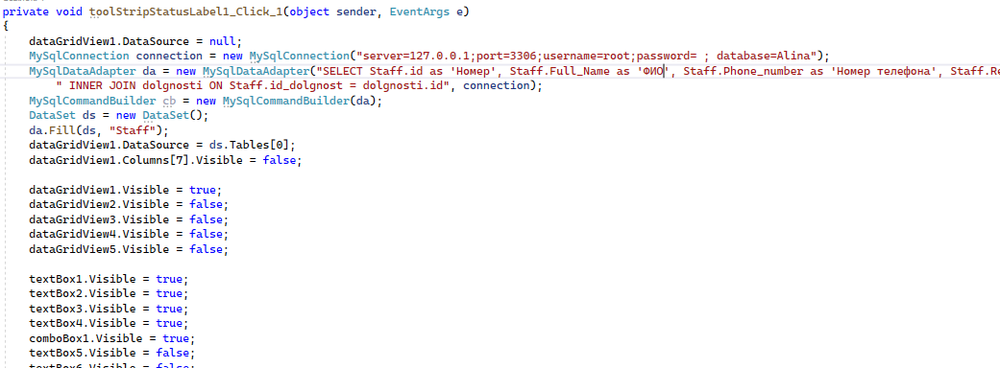 private void toolStripStatusLabel1_Click_1(object sender, EventArgs e)
{
dataGridView1.DataSource = null;
MySqlConnection connection = new MySqlConnection("server=127.0.0.1;port=3306;username=root;password= ; database=Alina");
MySqlDataAdapter da = new MySqlDataAdapter("SELECT Staff.id as 'Номер', Staff.Full_Name as 'ФИО', Staff.Phone_number as 'Номер телефона', Staff.Re
" INNER JOIN dolgnosti ON Staff.id_dolgnost = dolgnosti.id", connection);
MySqlCommandBuilder cb = new MySqlCommandBuilder(da);
DataSet ds = new DataSet();
da.Fill(ds, "Staff");
dataGridView1.DataSource = ds.Tables[0];
dataGridView1.Columns[7].Visible = false;
dataGridView1.Visible = true;
dataGridView2.Visible = false;
dataGridView3.Visible = false;
dataGridView4.Visible = false;
dataGridView5.Visible = false;
textBox1.Visible = true;
textBox2.Visible = true;
textBox3.Visible = true;
textBox4.Visible = true;
comboBox1.Visible = true;
textBox5.Visible = false;
textBox6.Visible = false;